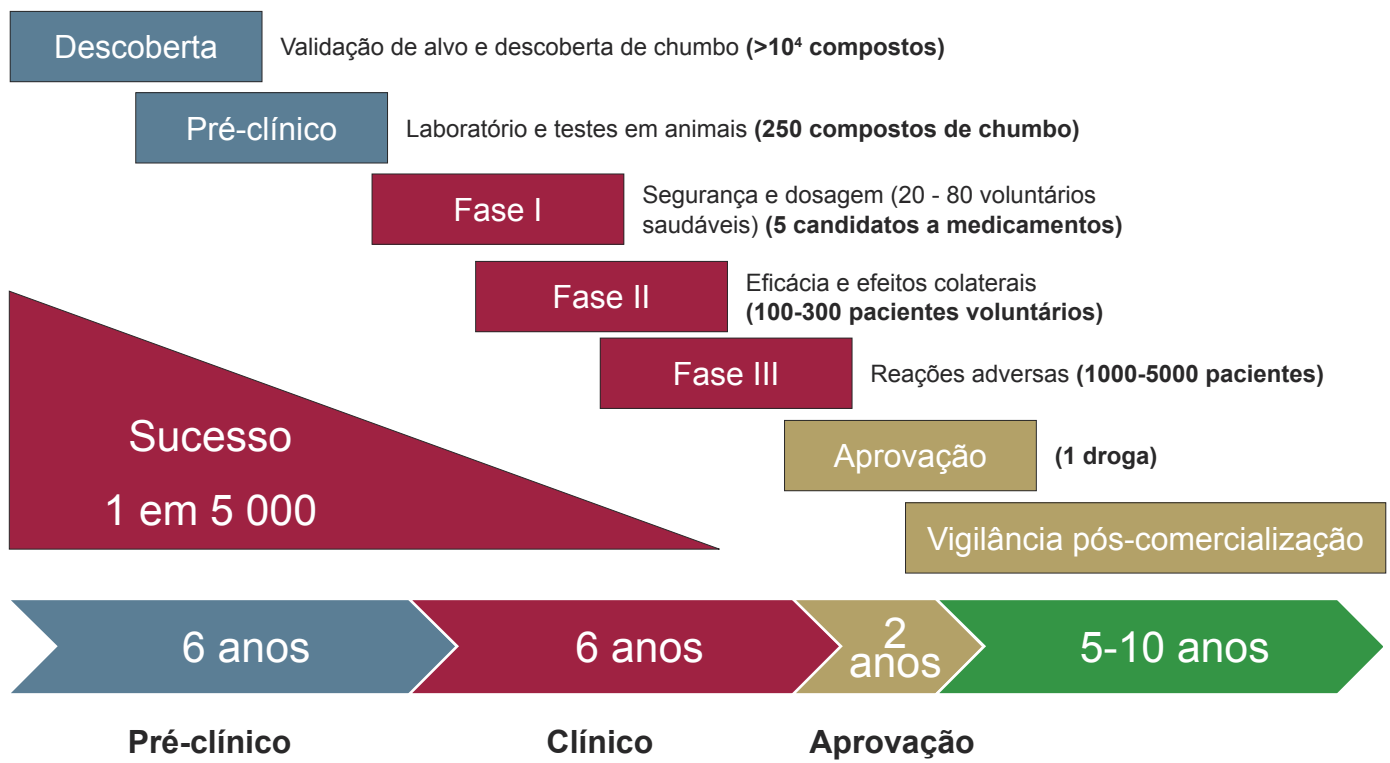 Descoberta
Validação de alvo e descoberta de chumbo (>10⁴ compostos)
Pré-clínico
Laboratório e testes em animais (250 compostos de chumbo)
Fase I
Segurança e dosagem (20 - 80 voluntários
saudáveis) (5 candidatos a medicamentos)
Fase II
Eficácia e efeitos colaterais
(100-300 pacientes voluntários)
Fase III
Reações adversas (1000-5000 pacientes)
Sucesso
1 em 5 000
Aprovação
(1 droga)
Vigilância pós-comercialização
6 anos
6 anos
2
anos
5-10 anos
Pré-clínico
Clínico
Aprovação